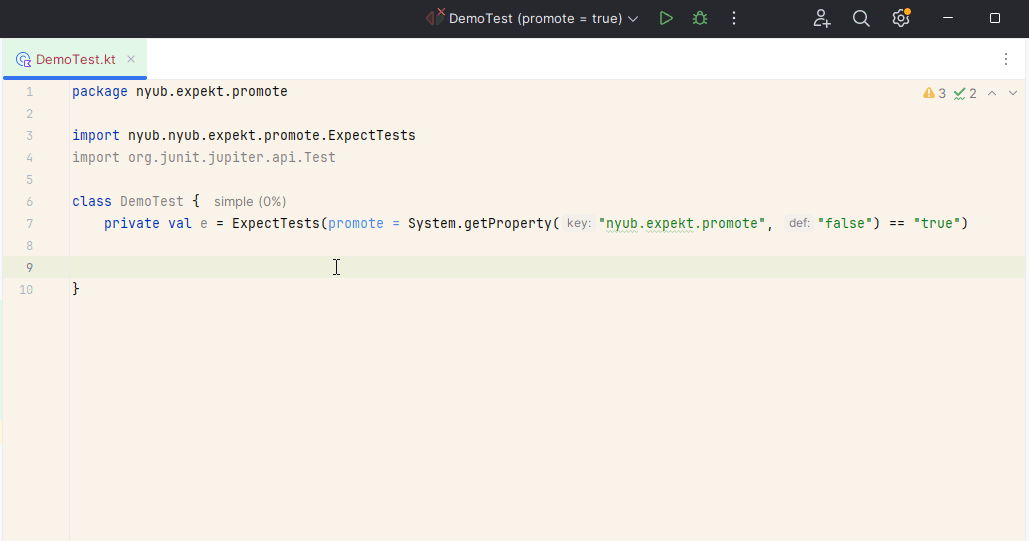 DemoTest (promote = true)
DemoTest.kt
1 package nyub.expekt.promote 3 2
2
3 import nyub.nyub.expekt.promote.ExpectTests
4 import org.junit.jupiter.api.Test
5
6 class DemoTest { simple (0%)
7 private val e = ExpectTests(promote = System.getProperty( key: "nyub.expekt.promote", def: "false") == "true")
8
9
10 }